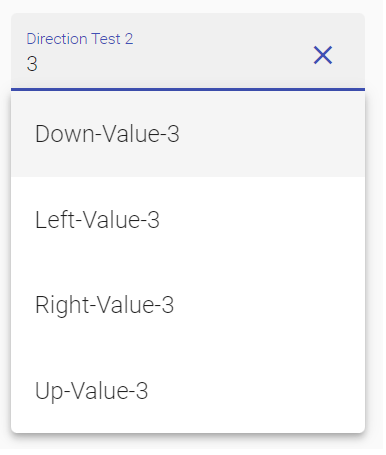 Direction Test 2
3
Down-Value-3
Left-Value-3
Right-Value-3
Up-Value-3